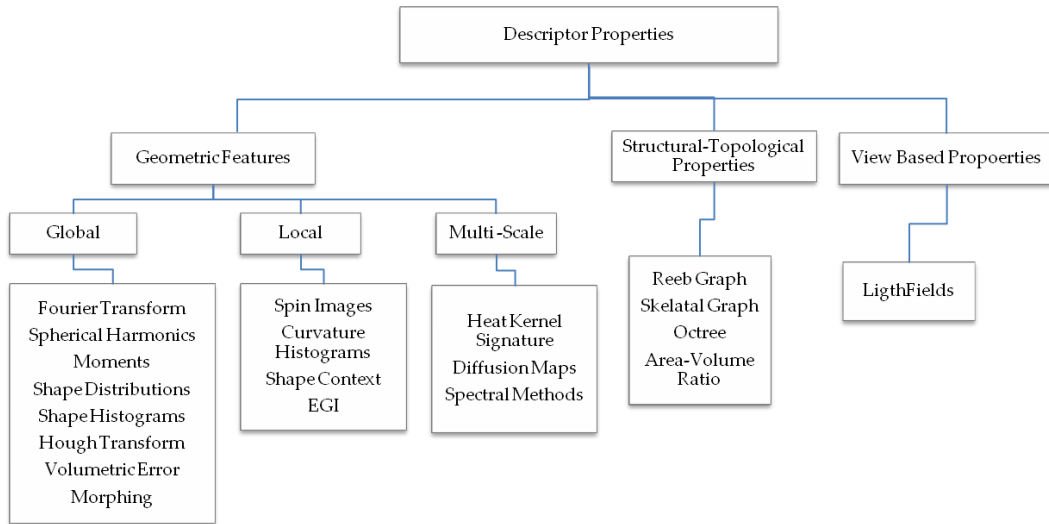 Descriptor Properties
Geometric Features
Structural-Topological
Properties
View Based Propoerties
Global
Local
Multi-Scale
Fourier Transform
Spherical Harmonics
Moments
Shape Distributions
Shape Histograms
Hough Transform
Volumetric Error
Morphing
Spin Images
Curvature
Histograms
Shape Context
EGI
Heat Kernel
Signature
Diffusion Maps
Spectral Methods
Reeb Graph
Skelatal Graph
Octree
Area-Volume
Ratio
LigthFields